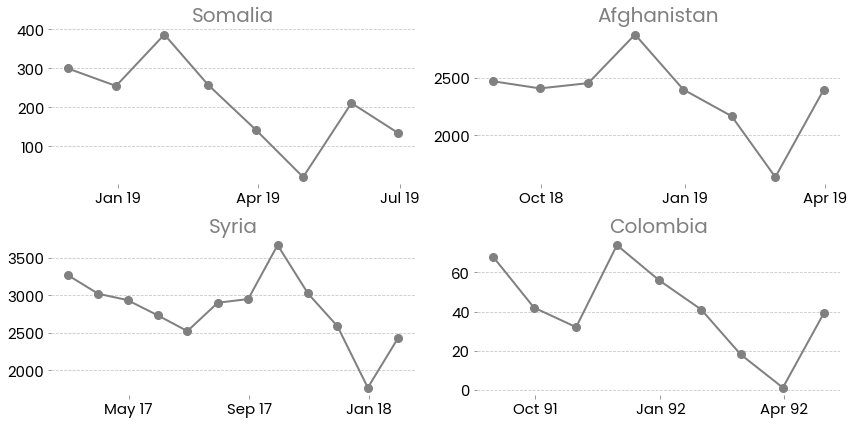 Somalia
400
300
200
100
Jan 19 Apr 19 Jul 19
Afghanistan
2500
2000
Oct 18 Jan 19 Apr 19
Syria
3500
3000
2500
2000
May 17 Sep 17 Jan 18
Colombia
60
40
20
0
Oct 91 Jan 92 Apr 92